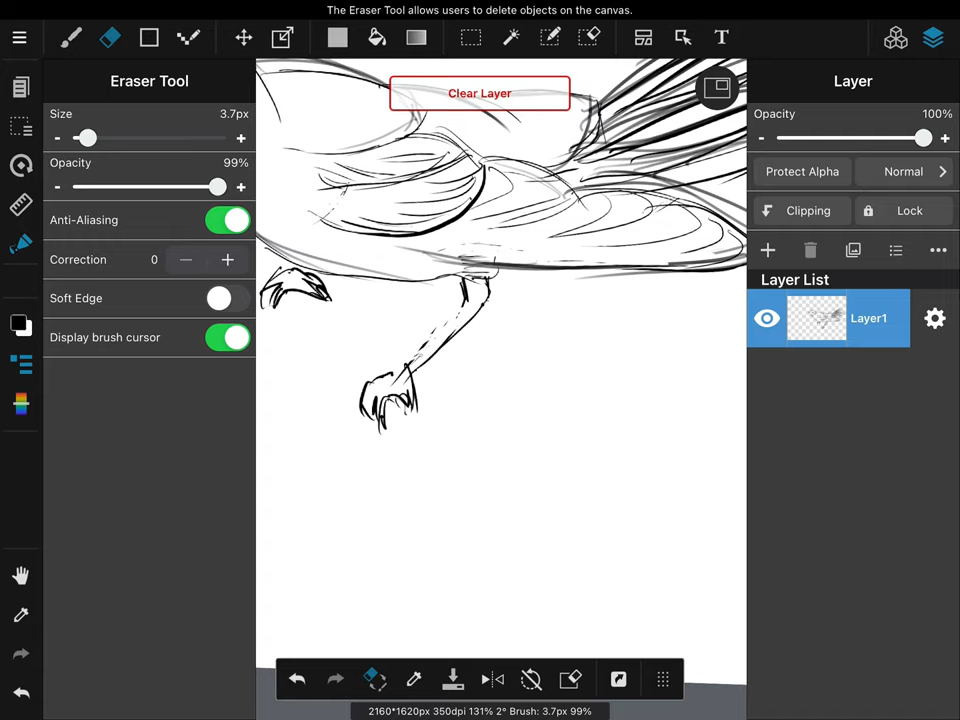 The Eraser Tool allows users to delete objects on the canvas.
T
Eraser Tool
Clear Layer
Layer
Size 3.7px
Opacity 100%
- +
- +
Opacity 99%
Protect Alpha Normal
- +
Anti-Aliasing
Clipping Lock
Correction 0 - +
Layer List
Soft Edge
Layer1
Display brush cursor
2160*1620px 350dpi 131% 2° Brush: 3.7px 99%